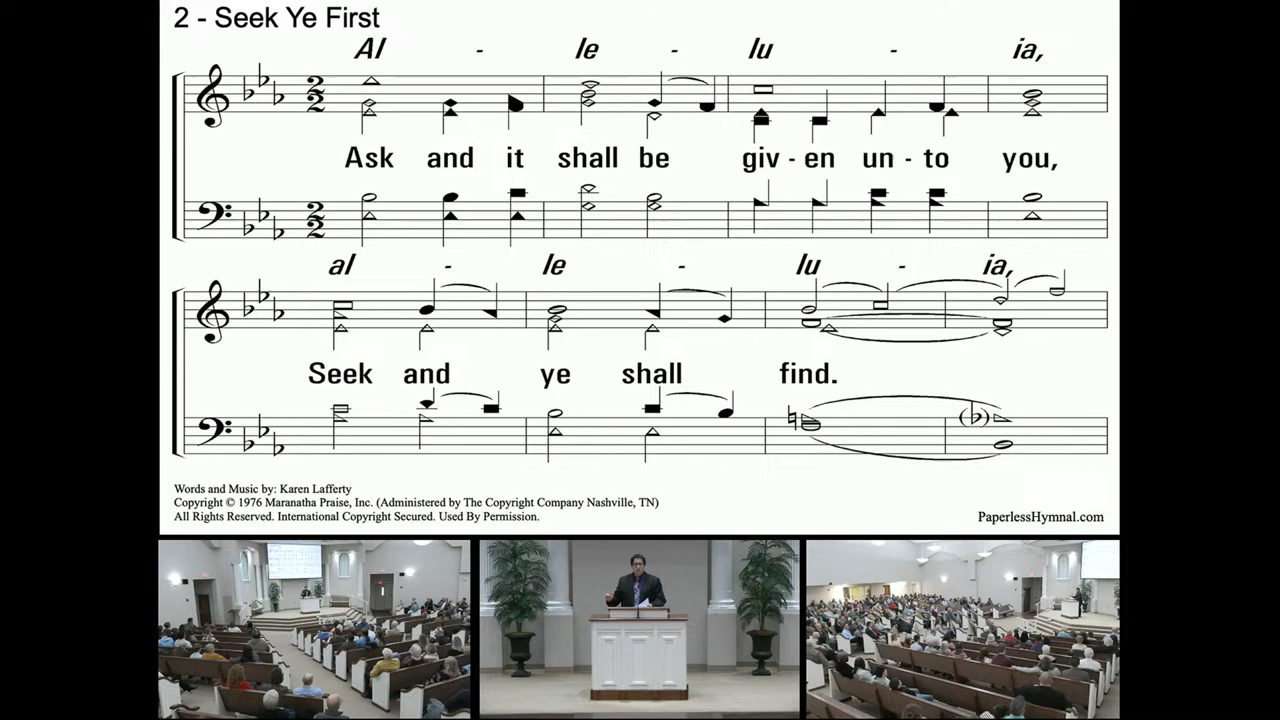 2 - Seek Ye First
Al - le - lu - ia,
Ask and it shall be giv - en un - to you,
al - le - lu - ia,
Seek and ye shall find.
Words and Music by: Karen Lafferty
Copyright © 1976 Maranatha Praise, Inc. (Administered by The Copyright Company Nashville, TN)
All Rights Reserved. International Copyright Secured. Used By Permission.
PaperlessHymnal.com